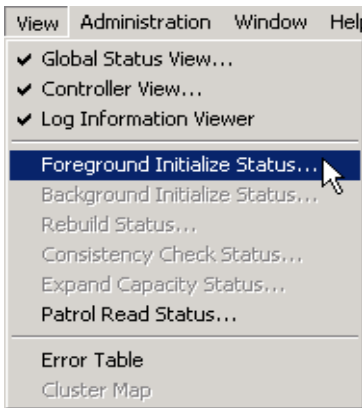 View Administration Window Hel
Global Status View...
Controller View...
Log Information Viewer
Foreground Initialize Status...
Background Initialize Status...
Rebuild Status...
Consistency Check Status...
Expand Capacity Status...
Patrol Read Status...
Error Table
Cluster Map